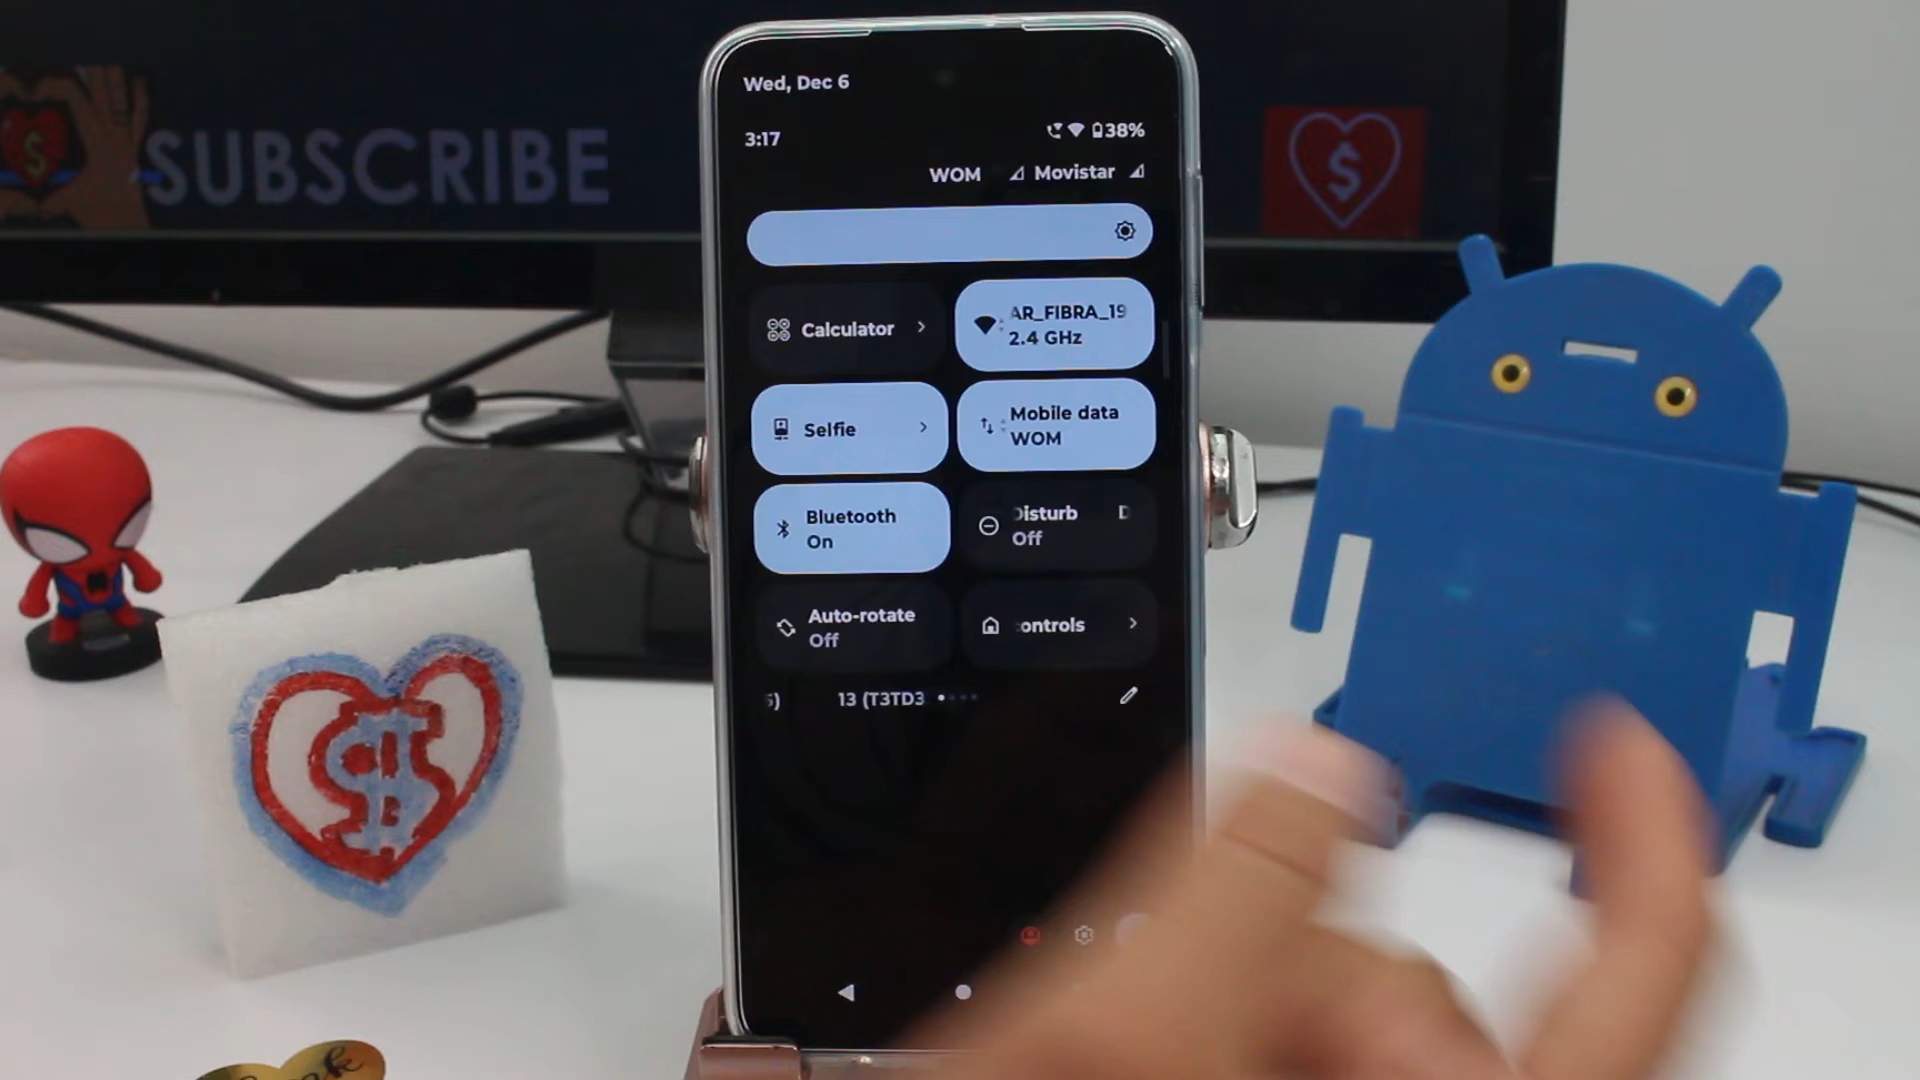 SUBSCRIBE
$
$
Wed, Dec 6
3:17
38%
WOM Movistar
Calculator
AR_FIBRA_19
2.4 GHz
Selfie
Mobile data
WOM
Bluetooth
On
Disturb D
Off
Auto-rotate
Off
ontrols
13 (T3TD3
$